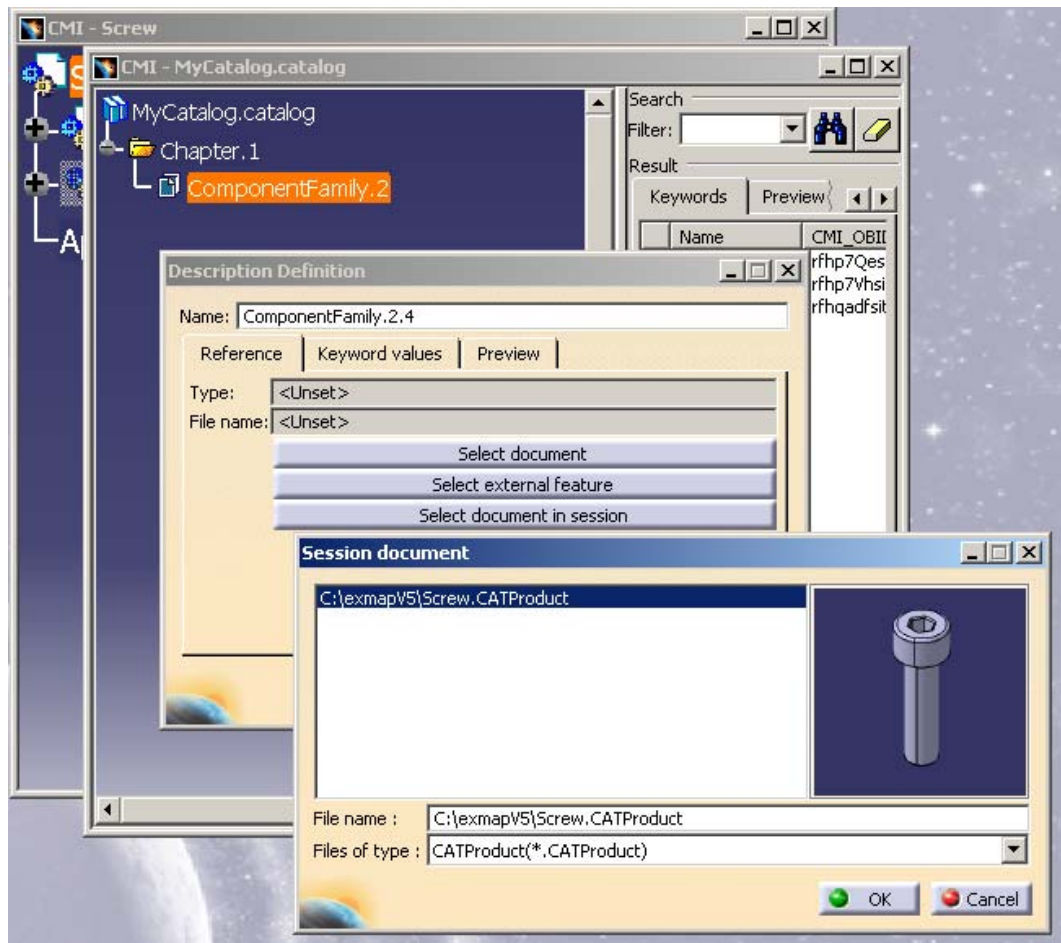 CMI - Screw
CMI - MyCatalog.catalog
MyCatalog.catalog
Chapter.1
ComponentFamily.2
Search
Filter:
Result
Keywords Preview
Name CMI_OBID
rfhp7Qes
rfhp7Vhsi
rfhqadfsit
Description Definition
Name: ComponentFamily.2.4
Reference Keyword values Preview
Type: <Unset>
File name: <Unset>
Select document
Select external feature
Select document in session
Session document
C:\exmapV5\Screw.CATProduct
File name : C:\exmapV5\Screw.CATProduct
Files of type : CATProduct(*.CATProduct)
OK Cancel